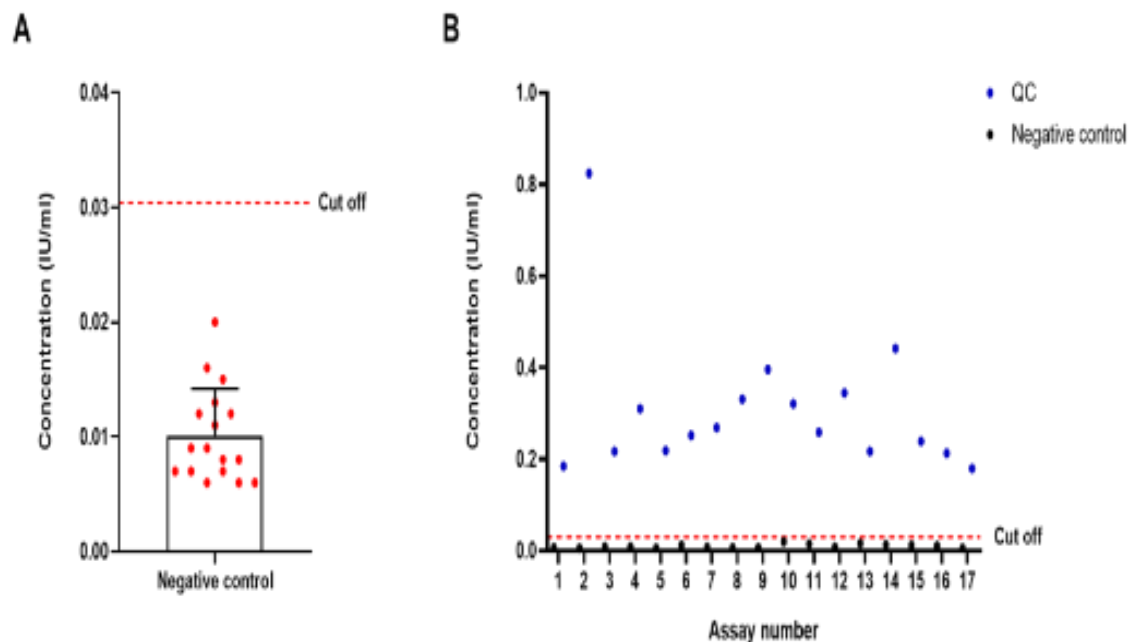 A
Concentration (IU/ml)
0.04
0.03
0.02
0.01
0.00
Cut off
Negative control
B
Concentration (IU/ml)
1.0
0.8
0.6
0.4
0.2
0.0
QC
Negative control
Cut off
1 2 3 4 5 6 7 8 9 10 11 12 13 14 15 16 17
Assay number